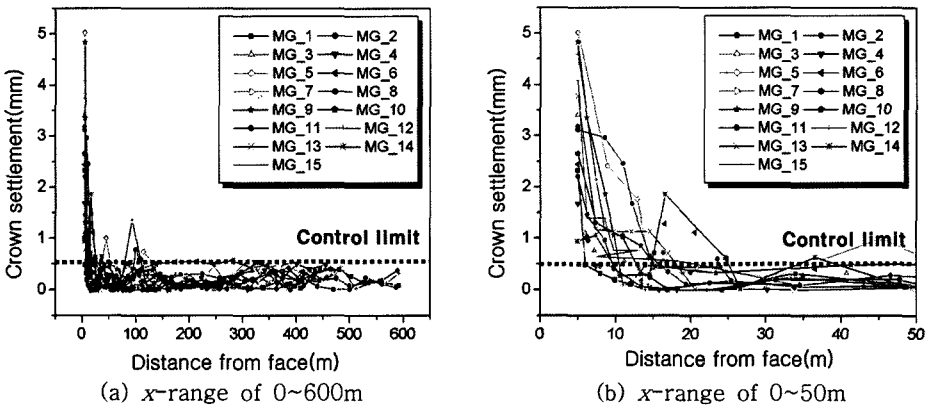 Crown settlement(mm)
5
4
3
2
1
0
MG_1 MG_2
MG_3 MG_4
MG_5 MG_6
MG_7 MG_8
MG_9 MG_10
MG_11 MG_12
MG_13 MG_14
MG_15
Control limit
0 100 200 300 400 500 600
Distance from face(m)
(a) x-range of 0~600m
Crown settlement(mm)
5
4
3
2
1
0
MG_1 MG_2
MG_3 MG_4
MG_5 MG_6
MG_7 MG_8
MG_9 MG_10
MG_11 MG_12
MG_13 MG_14
MG_15
Control limit
0 10 20 30 40 50
Distance from face(m)
(b) x-range of 0~50m